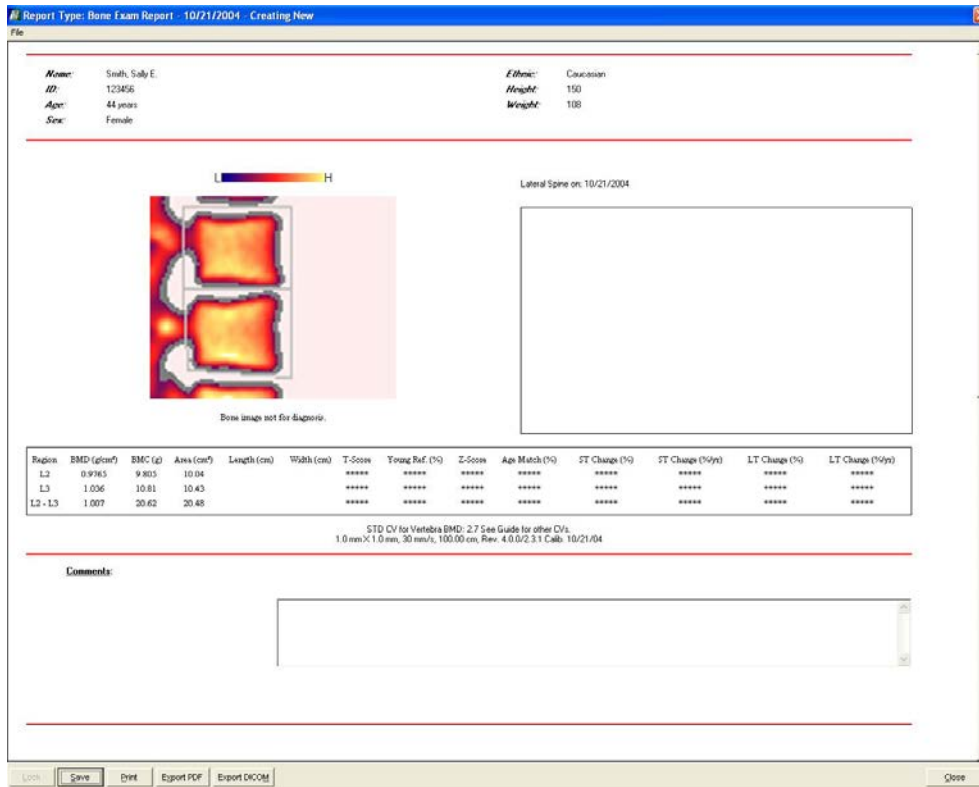 Report Type: Bone Exam Report - 10/21/2004 - Creating New
File
Name: Smith, Sally E. Ethnic: Caucasian
ID: 123456 Height: 150
Age: 44 years Weight: 108
Sex: Female
L H
Lateral Spine on: 10/21/2004
Bone image not for diagnosis.
Region BMD (g/cm²) BMC (g) Area (cm²) Length (cm) Width (cm) T-Score Young Ref. (%) Z-Score Age Match (%) ST Change (%) ST Change (%/yr) LT Change (%) LT Change (%/yr)
L2 0.9765 9.805 10.04 ***** ***** ***** ***** ***** ***** ***** *****
L3 1.036 10.81 10.43 ***** ***** ***** ***** ***** ***** ***** *****
L2 - L3 1.007 20.62 20.48 ***** ***** ***** ***** ***** ***** ***** *****
STD CV for Vertebra BMD: 2.7 See Guide for other CVs.
1.0 mm X 1.0 mm, 30 mm/s, 100.00 cm, Rev. 4.0.0/2.3.1 Calib. 10/21/04
Comments:
Lock Save Print Export PDF Export DICOM Close